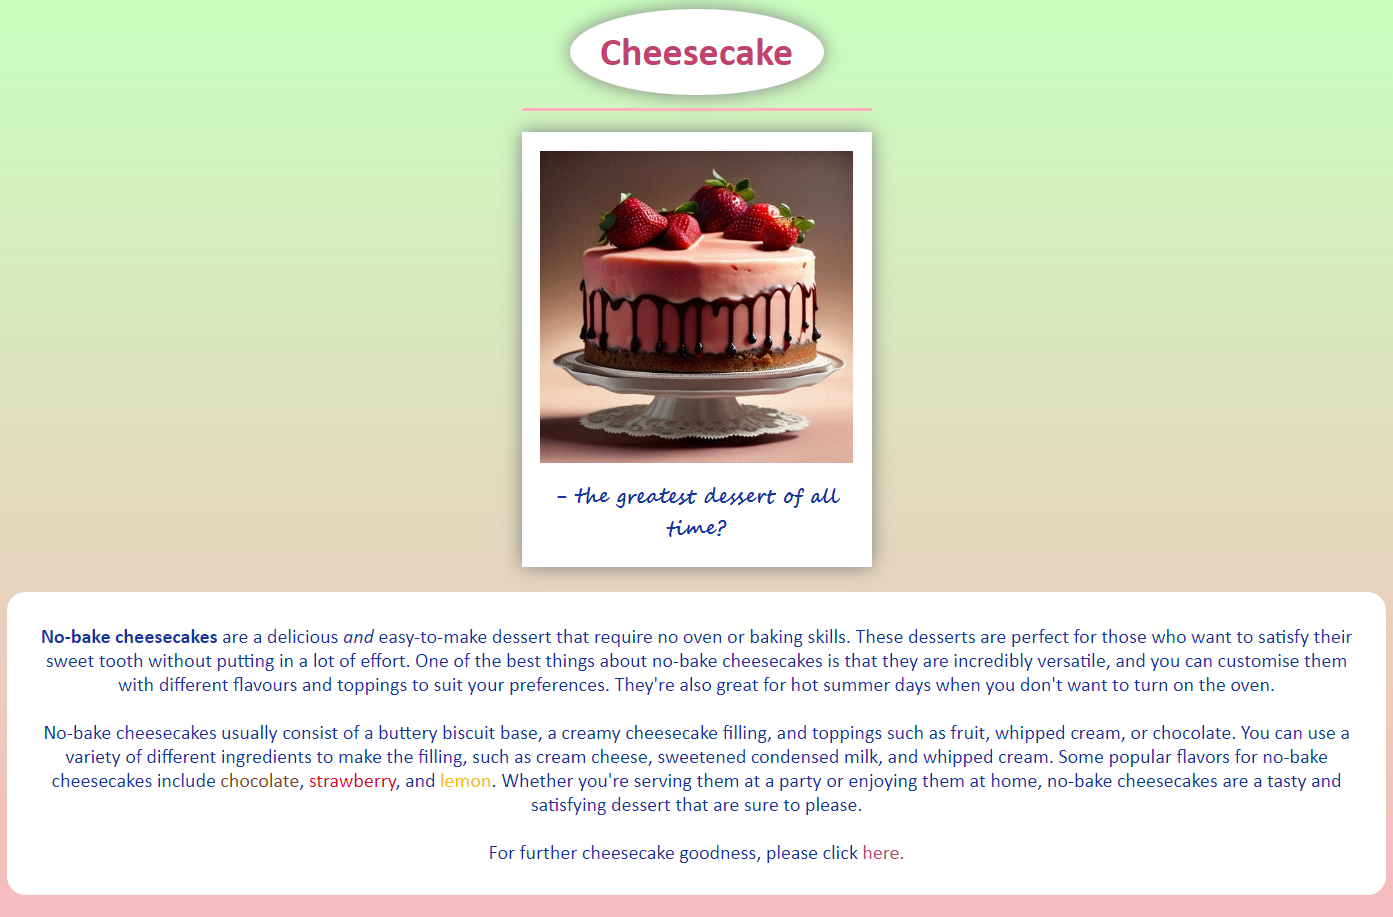 Cheesecake
- the greatest dessert of all
time?
No-bake cheesecakes are a delicious and easy-to-make dessert that require no oven or baking skills. These desserts are perfect for those who want to satisfy their
sweet tooth without putting in a lot of effort. One of the best things about no-bake cheesecakes is that they are incredibly versatile, and you can customise them
with different flavours and toppings to suit your preferences. They're also great for hot summer days when you don't want to turn on the oven.
No-bake cheesecakes usually consist of a buttery biscuit base, a creamy cheesecake filling, and toppings such as fruit, whipped cream, or chocolate. You can use a
variety of different ingredients to make the filling, such as cream cheese, sweetened condensed milk, and whipped cream. Some popular flavors for no-bake
cheesecakes include chocolate, strawberry, and lemon. Whether you're serving them at a party or enjoying them at home, no-bake cheesecakes are a tasty and
satisfying dessert that are sure to please.
For further cheesecake goodness, please click here.